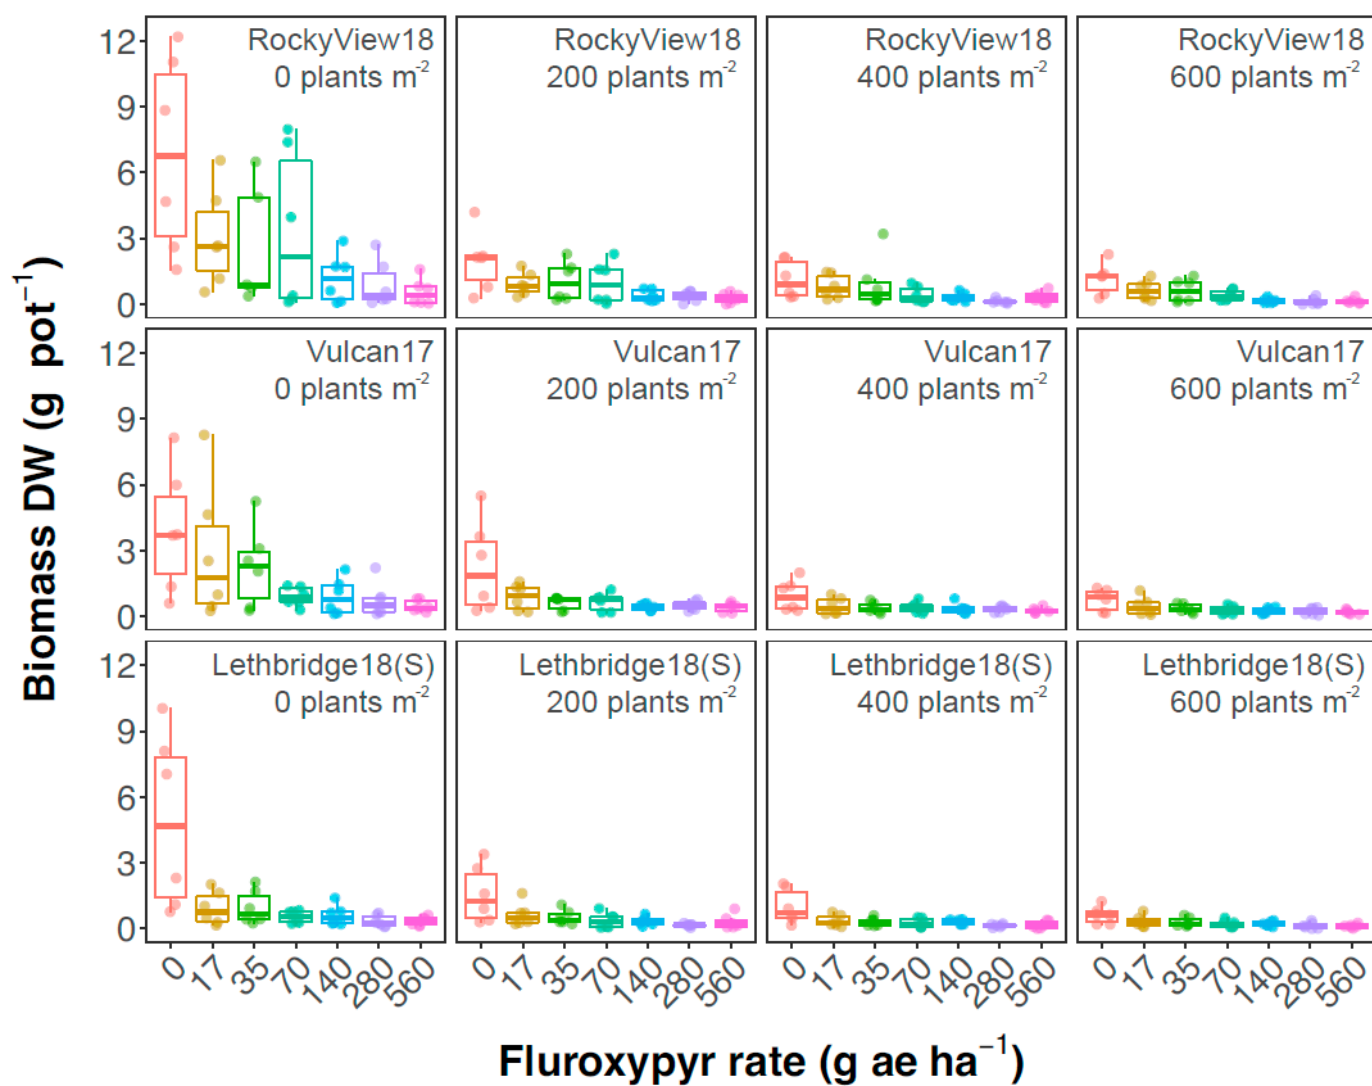 Biomass DW (g pot⁻¹)
12
9
6
3
0
RockyView18
0 plants m⁻²
RockyView18
200 plants m⁻²
RockyView18
400 plants m⁻²
RockyView18
600 plants m⁻²
12
9
6
3
0
Vulcan17
0 plants m⁻²
Vulcan17
200 plants m⁻²
Vulcan17
400 plants m⁻²
Vulcan17
600 plants m⁻²
12
9
6
3
0
Lethbridge18(S)
0 plants m⁻²
Lethbridge18(S)
200 plants m⁻²
Lethbridge18(S)
400 plants m⁻²
Lethbridge18(S)
600 plants m⁻²
0 17 35 70 140 280 560
0 17 35 70 140 280 560
0 17 35 70 140 280 560
0 17 35 70 140 280 560
Fluroxypyr rate (g ae ha⁻¹)